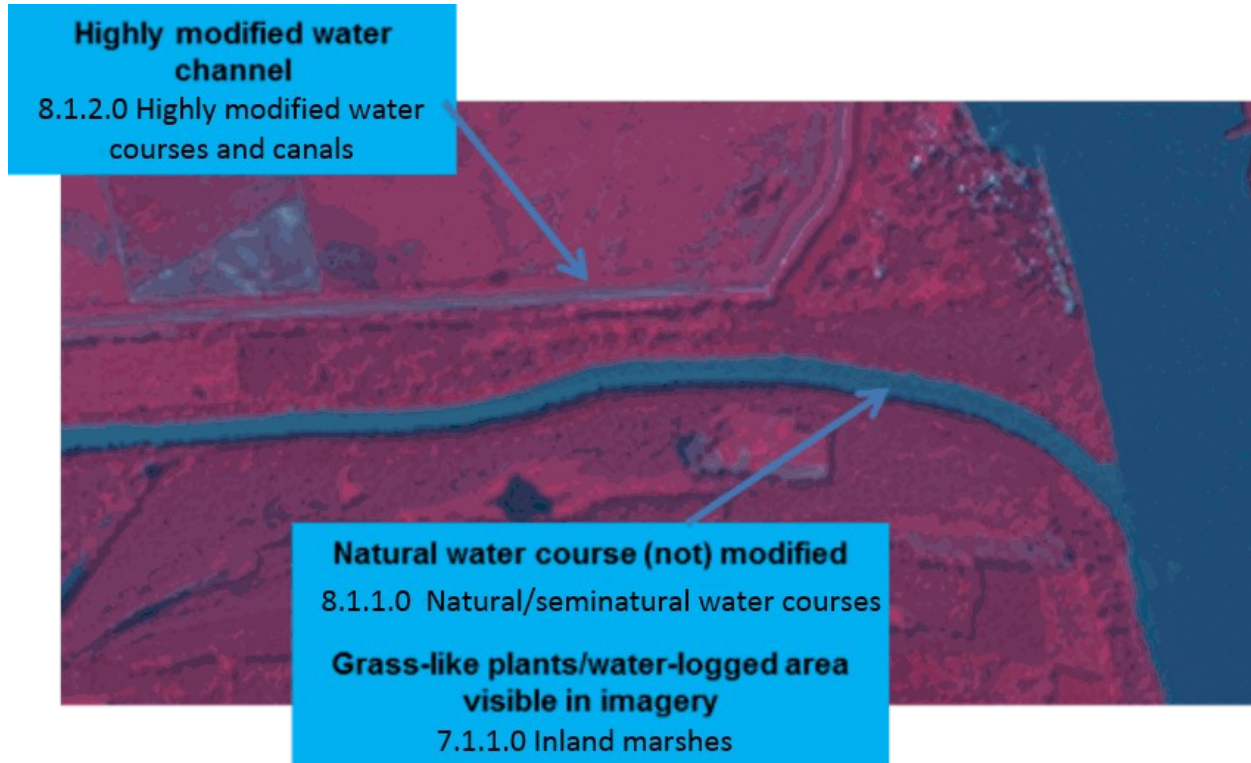 Highly modified water
channel
8.1.2.0 Highly modified water
courses and canals
Natural water course (not) modified
8.1.1.0 Natural/seminatural water courses
Grass-like plants/water-logged area
visible in imagery
7.1.1.0 Inland marshes